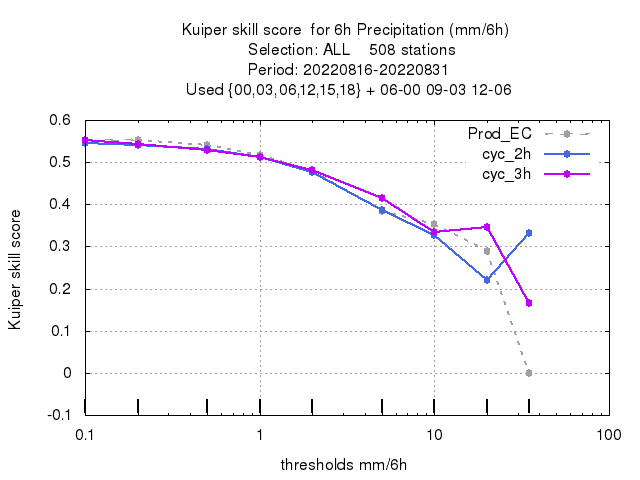 Kuiper skill score  for 6h Precipitation (mm/6h)
Selection: ALL    508 stations
Period: 20220816-20220831
Used {00,03,06,12,15,18} + 06-00 09-03 12-06
Prod_EC
cyc_2h
cyc_3h
0.6
0.5
0.4
0.3
0.2
0.1
0
-0.1
Kuiper skill score
0.1 1 10 100
thresholds mm/6h